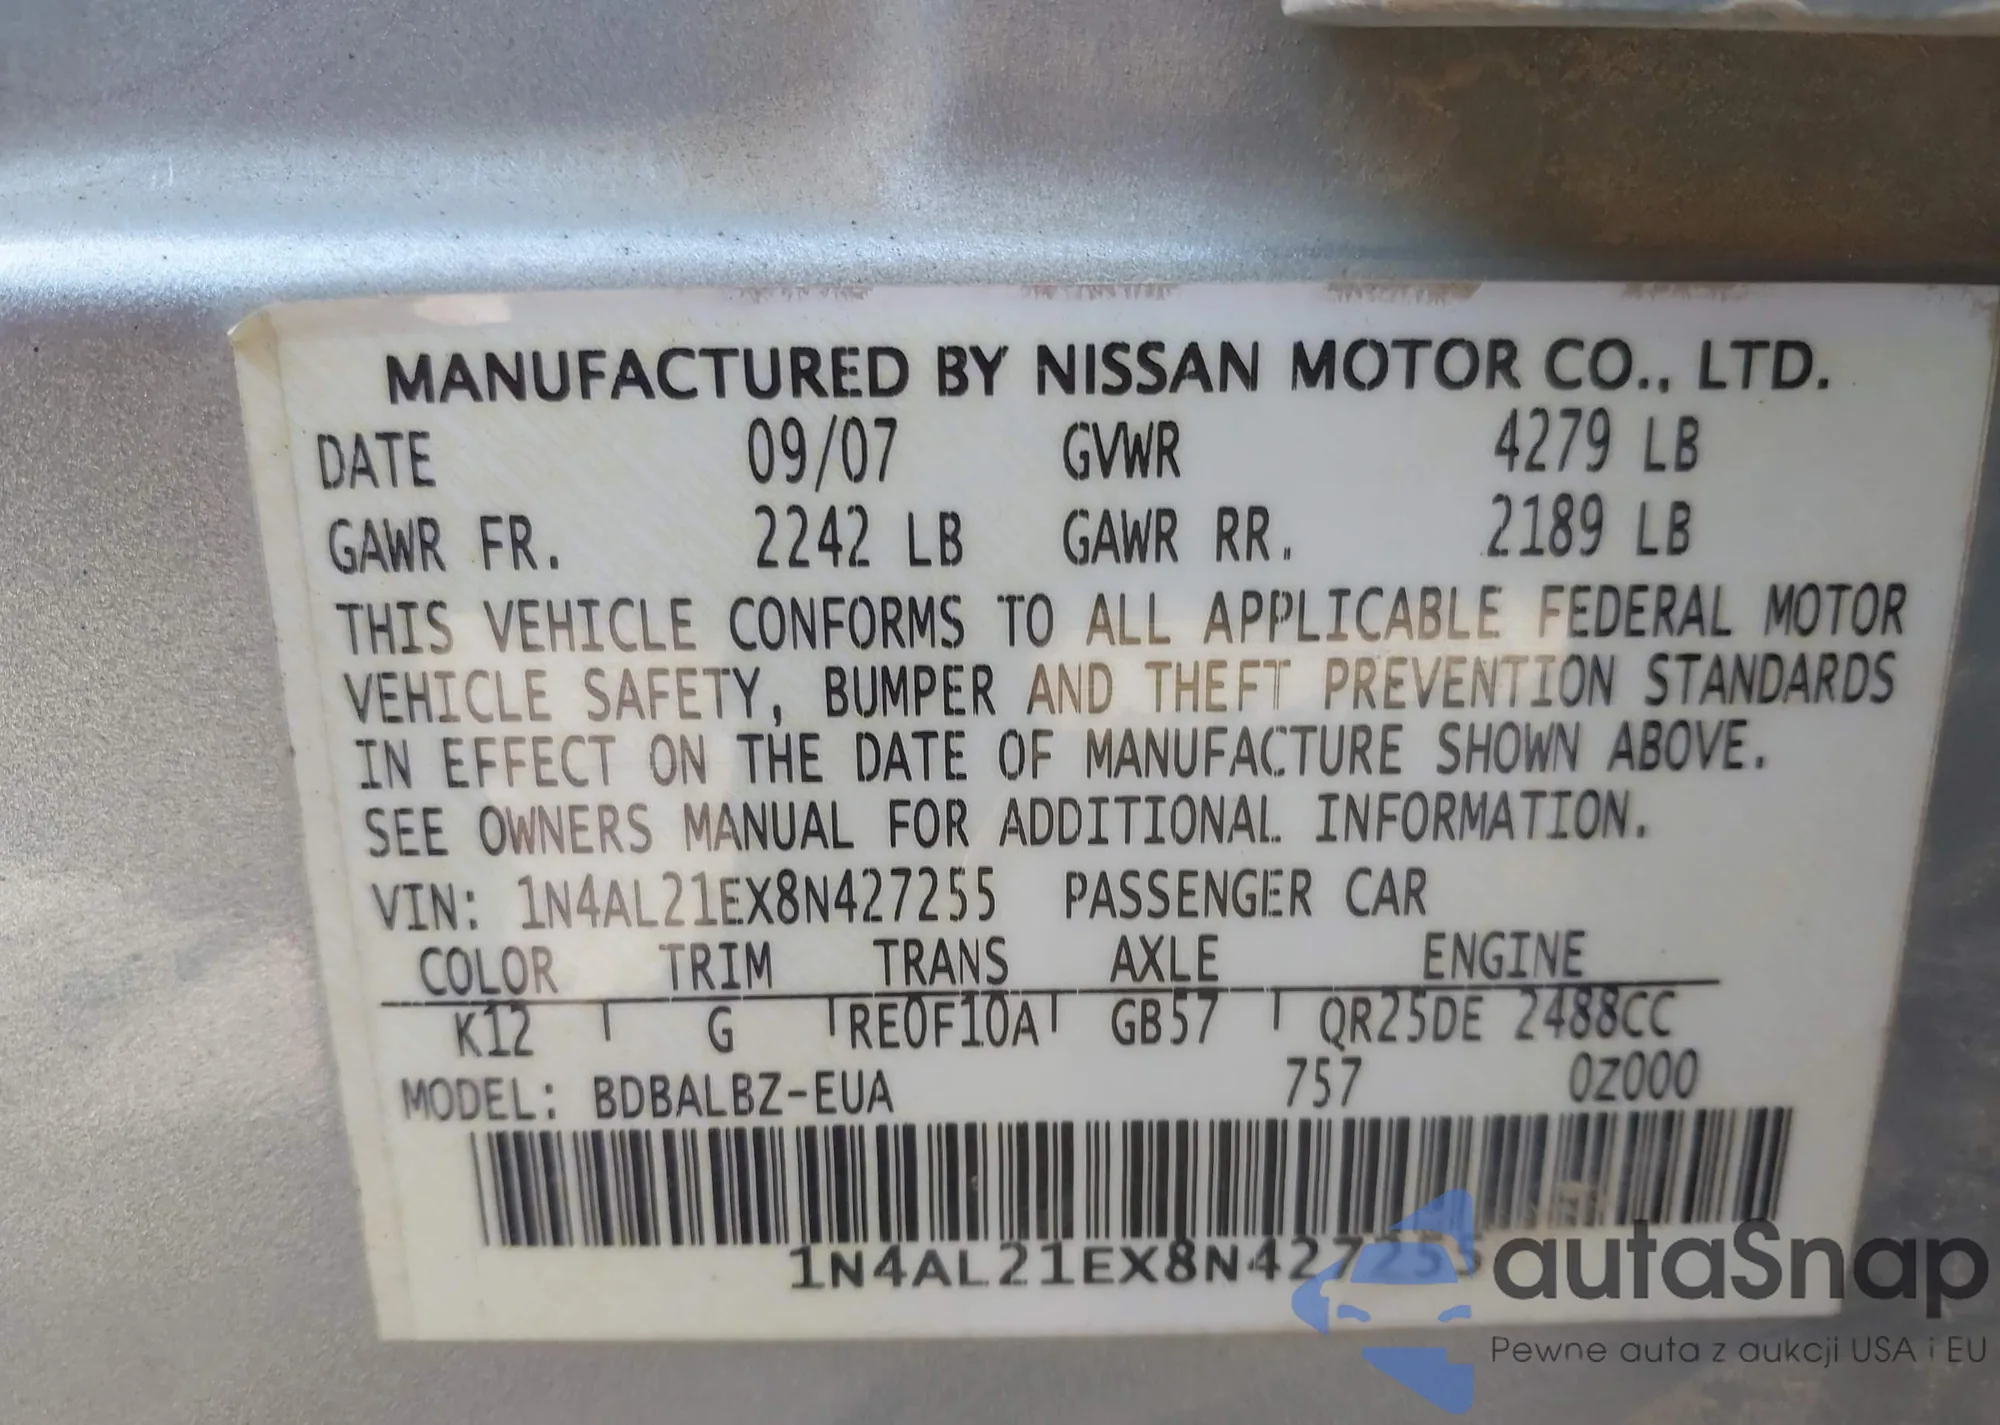 MANUFACTURED BY NISSAN MOTOR CO., LTD.
DATE 09/07 GVWR 4279 LB
GAWR FR. 2242 LB GAWR RR. 2189 LB
THIS VEHICLE CONFORMS TO ALL APPLICABLE FEDERAL MOTOR
VEHICLE SAFETY, BUMPER AND THEFT PREVENTION STANDARDS
IN EFFECT ON THE DATE OF MANUFACTURE SHOWN ABOVE.
SEE OWNERS MANUAL FOR ADDITIONAL INFORMATION.
VIN: 1N4AL21EX8N427255 PASSENGER CAR
COLOR TRIM TRANS AXLE ENGINE
K12 G RE0F10A GB57 QR25DE 2488CC
MODEL: BDBALBZ-EUA 757 0Z000
1N4AL21EX8N427255
autaSnap
Pewne auta z aukcji USA i EU